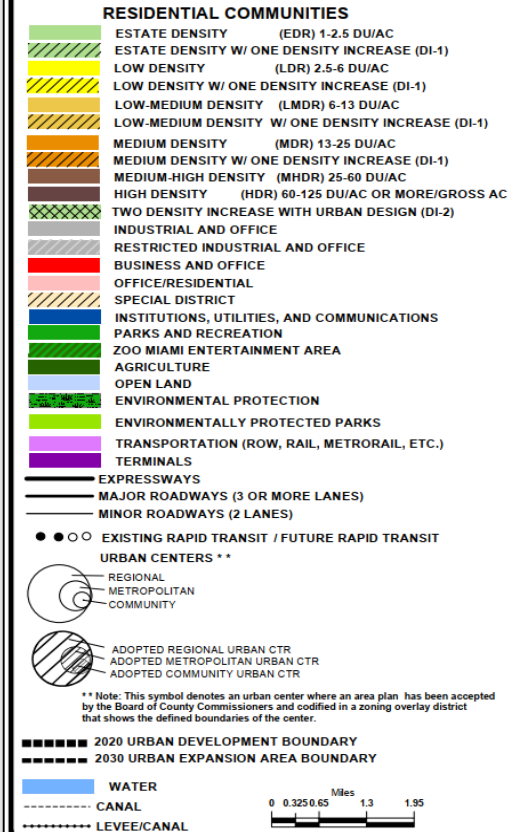 RESIDENTIAL COMMUNITIES
ESTATE DENSITY (EDR) 1-2.5 DU/AC
ESTATE DENSITY W/ ONE DENSITY INCREASE (DI-1)
LOW DENSITY (LDR) 2.5-6 DU/AC
LOW DENSITY W/ ONE DENSITY INCREASE (DI-1)
LOW-MEDIUM DENSITY (LMDR) 6-13 DU/AC
LOW-MEDIUM DENSITY W/ ONE DENSITY INCREASE (DI-1)
MEDIUM DENSITY (MDR) 13-25 DU/AC
MEDIUM DENSITY W/ ONE DENSITY INCREASE (DI-1)
MEDIUM-HIGH DENSITY (MHDR) 25-60 DU/AC
HIGH DENSITY (HDR) 60-125 DU/AC OR MORE/GROSS AC
TWO DENSITY INCREASE WITH URBAN DESIGN (DI-2)
INDUSTRIAL AND OFFICE
RESTRICTED INDUSTRIAL AND OFFICE
BUSINESS AND OFFICE
OFFICE/RESIDENTIAL
SPECIAL DISTRICT
INSTITUTIONS, UTILITIES, AND COMMUNICATIONS
PARKS AND RECREATION
ZOO MIAMI ENTERTAINMENT AREA
AGRICULTURE
OPEN LAND
ENVIRONMENTAL PROTECTION
ENVIRONMENTALLY PROTECTED PARKS
TRANSPORTATION (ROW, RAIL, METRORAIL, ETC.)
TERMINALS
EXPRESSWAYS
MAJOR ROADWAYS (3 OR MORE LANES)
MINOR ROADWAYS (2 LANES)
EXISTING RAPID TRANSIT / FUTURE RAPID TRANSIT
URBAN CENTERS * *
REGIONAL
METROPOLITAN
COMMUNITY
ADOPTED REGIONAL URBAN CTR
ADOPTED METROPOLITAN URBAN CTR
ADOPTED COMMUNITY URBAN CTR
* * Note: This symbol denotes an urban center where an area plan has been accepted
by the Board of County Commissioners and codified in a zoning overlay district
that shows the defined boundaries of the center.
2020 URBAN DEVELOPMENT BOUNDARY
2030 URBAN EXPANSION AREA BOUNDARY
WATER
CANAL
LEVEE/CANAL
Miles
0 0.325 0.65 1.3 1.95